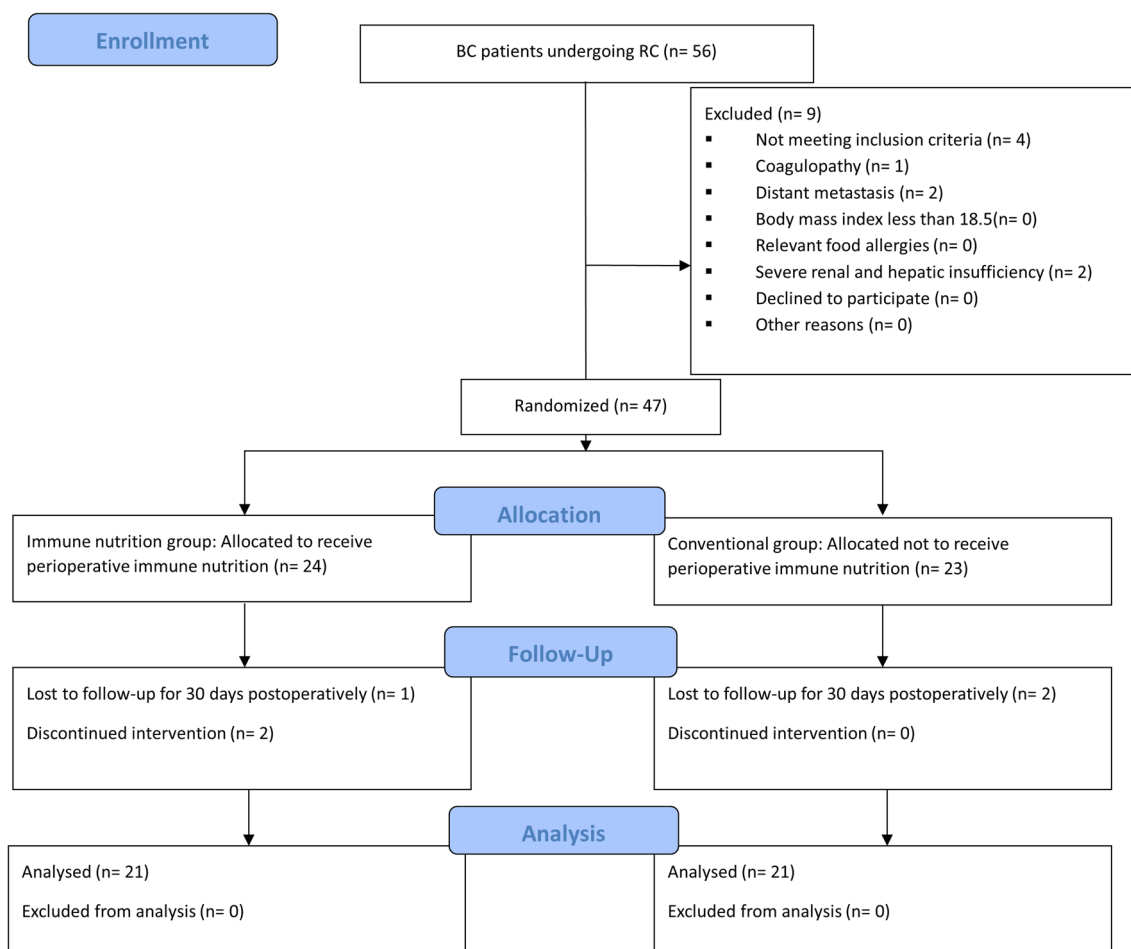 Enrollment
BC patients undergoing RC (n= 56)
Excluded (n= 9)
▪ Not meeting inclusion criteria (n= 4)
▪ Coagulopathy (n= 1)
▪ Distant metastasis (n= 2)
▪ Body mass index less than 18.5(n= 0)
▪ Relevant food allergies (n= 0)
▪ Severe renal and hepatic insufficiency (n= 2)
▪ Declined to participate (n= 0)
▪ Other reasons (n= 0)
Randomized (n= 47)
Allocation
Immune nutrition group: Allocated to receive
perioperative immune nutrition (n= 24)
Conventional group: Allocated not to receive
perioperative immune nutrition (n= 23)
Follow-Up
Lost to follow-up for 30 days postoperatively (n= 1)
Discontinued intervention (n= 2)
Lost to follow-up for 30 days postoperatively (n= 2)
Discontinued intervention (n= 0)
Analysis
Analysed (n= 21)
Excluded from analysis (n= 0)
Analysed (n= 21)
Excluded from analysis (n= 0)